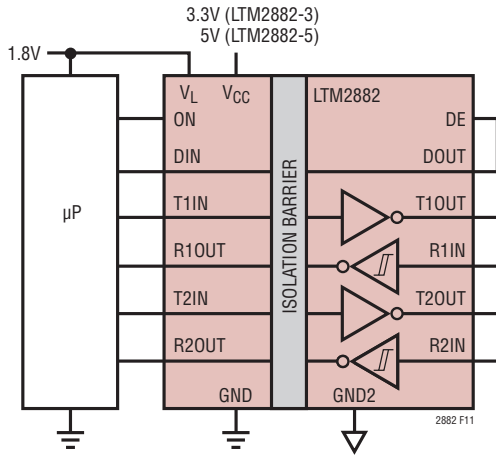 3.3V (LTM2882-3)
5V (LTM2882-5)
1.8V
VL
VCC
LTM2882
ON
DE
DIN
DOUT
µP
T1IN
T1OUT
ISOLATION BARRIER
R1OUT
R1IN
T2IN
T2OUT
R2OUT
R2IN
GND
GND2
2882 F11